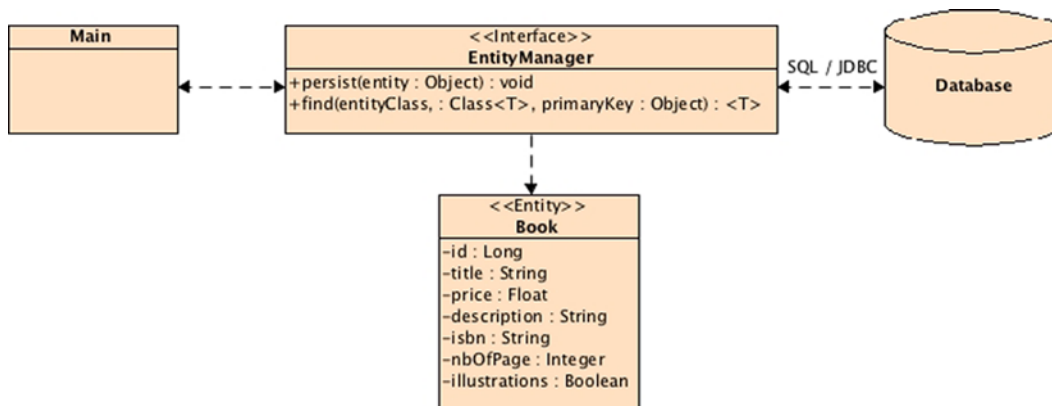 Main
<<Interface>>
EntityManager
+persist(entity : Object) : void
+find(entityClass, : Class<T>, primaryKey : Object) : <T>
SQL / JDBC
Database
<<Entity>>
Book
-id : Long
-title : String
-price : Float
-description : String
-isbn : String
-nbOfPage : Integer
-illustrations : Boolean